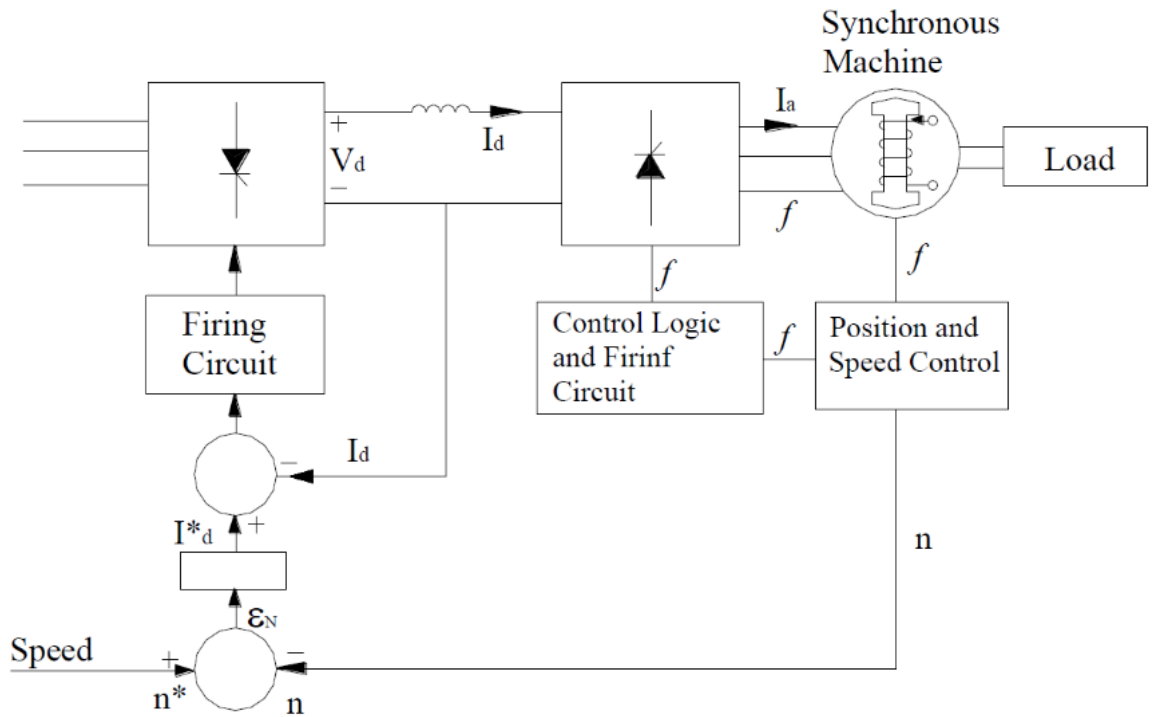 Synchronous
Machine
+
Vd
−
Id
Ia
f
Load
Firing
Circuit
f
Control Logic
and Firinf
Circuit
f
f
Position and
Speed Control
−
Id
I*d
+
n
εN
Speed
+
−
n*
n